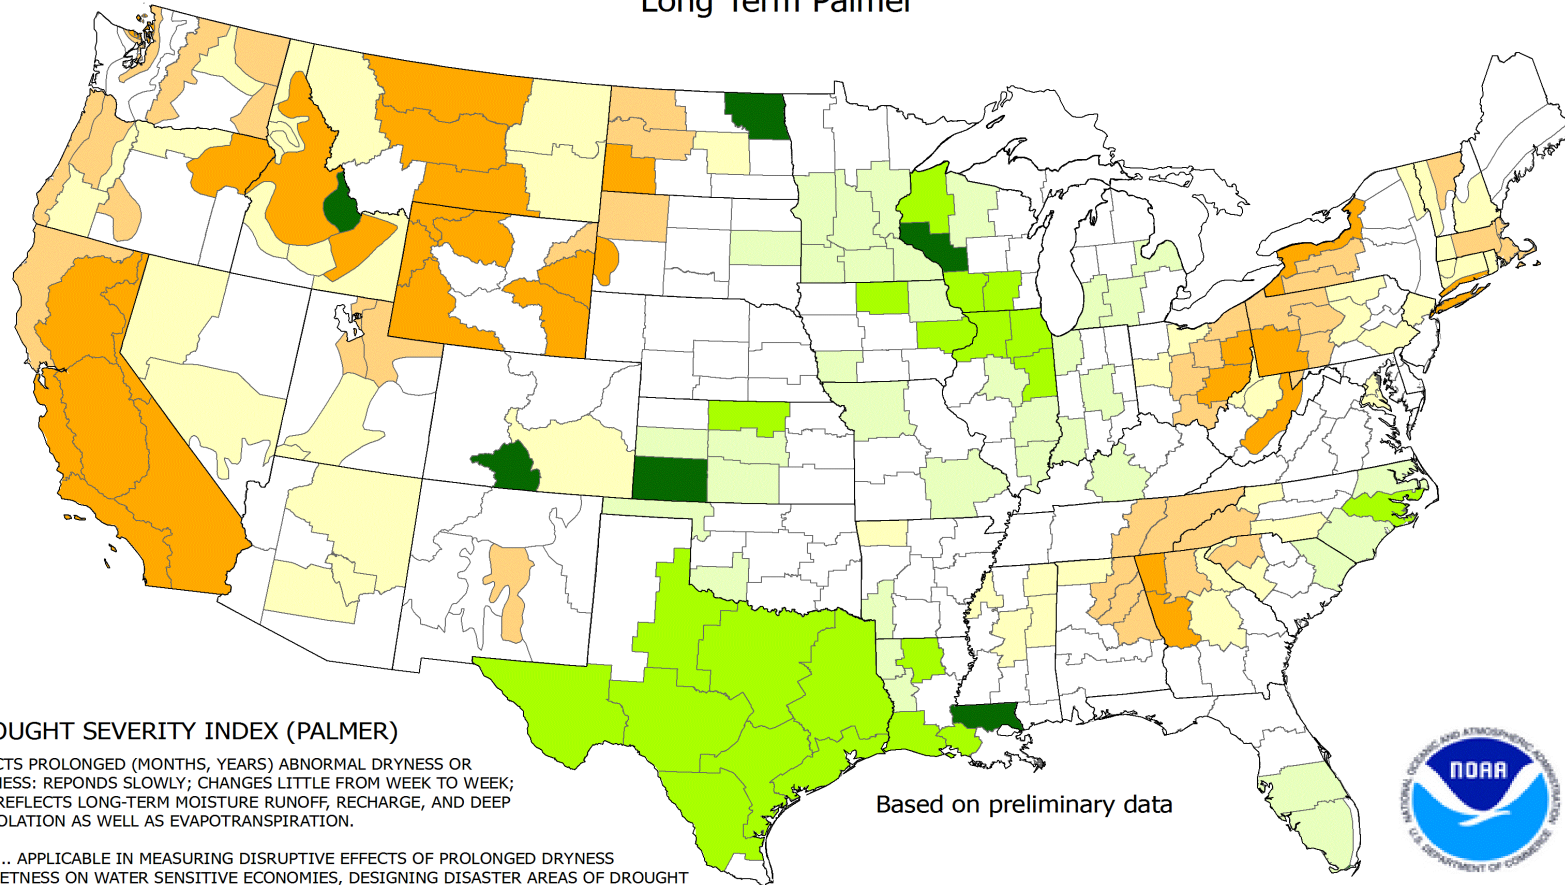 Long Term Palmer
OUGHT SEVERITY INDEX (PALMER)
CTS PROLONGED (MONTHS, YEARS) ABNORMAL DRYNESS OR
NESS: REPONDS SLOWLY; CHANGES LITTLE FROM WEEK TO WEEK;
REFLECTS LONG-TERM MOISTURE RUNOFF, RECHARGE, AND DEEP
OLATION AS WELL AS EVAPOTRANSPIRATION.
... APPLICABLE IN MEASURING DISRUPTIVE EFFECTS OF PROLONGED DRYNESS
ETNESS ON WATER SENSITIVE ECONOMIES, DESIGNING DISASTER AREAS OF DROUGHT
Based on preliminary data
NATIONAL OCEANIC AND ATMOSPHERIC ADMINISTRATION
NOAA
U.S. DEPARTMENT OF COMMERCE